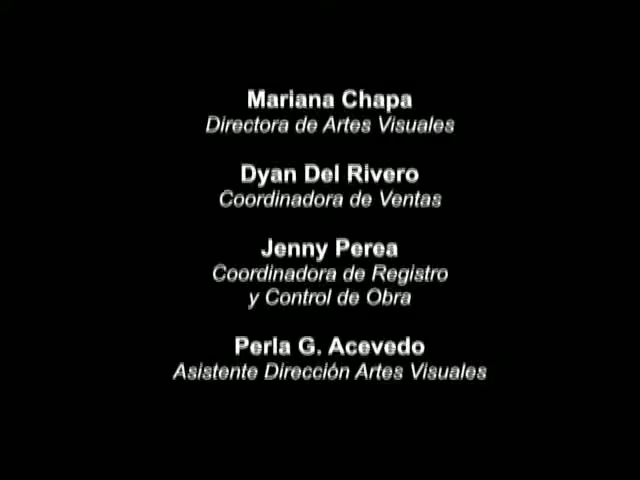 Mariana Chapa
Directora de Artes Visuales
Dyan Del Rivero
Coordinadora de Ventas
Jenny Perea
Coordinadora de Registro
y Control de Obra
Perla G. Acevedo
Asistente Dirección Artes Visuales